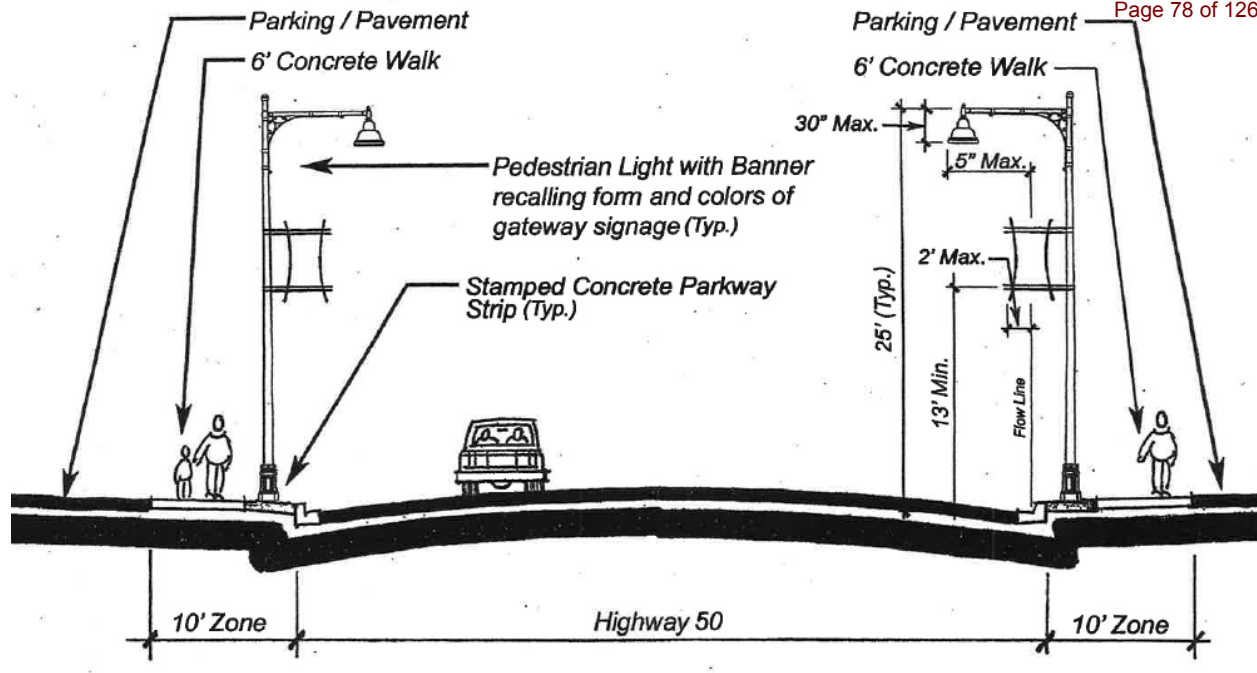 Page 78 of 126
Parking / Pavement
6' Concrete Walk
Parking / Pavement
6' Concrete Walk
30" Max.
5" Max.
Pedestrian Light with Banner
recalling form and colors of
gateway signage (Typ.)
2' Max.
Stamped Concrete Parkway
Strip (Typ.)
25' (Typ.)
13' Min.
Flow Line
10' Zone
Highway 50
10' Zone